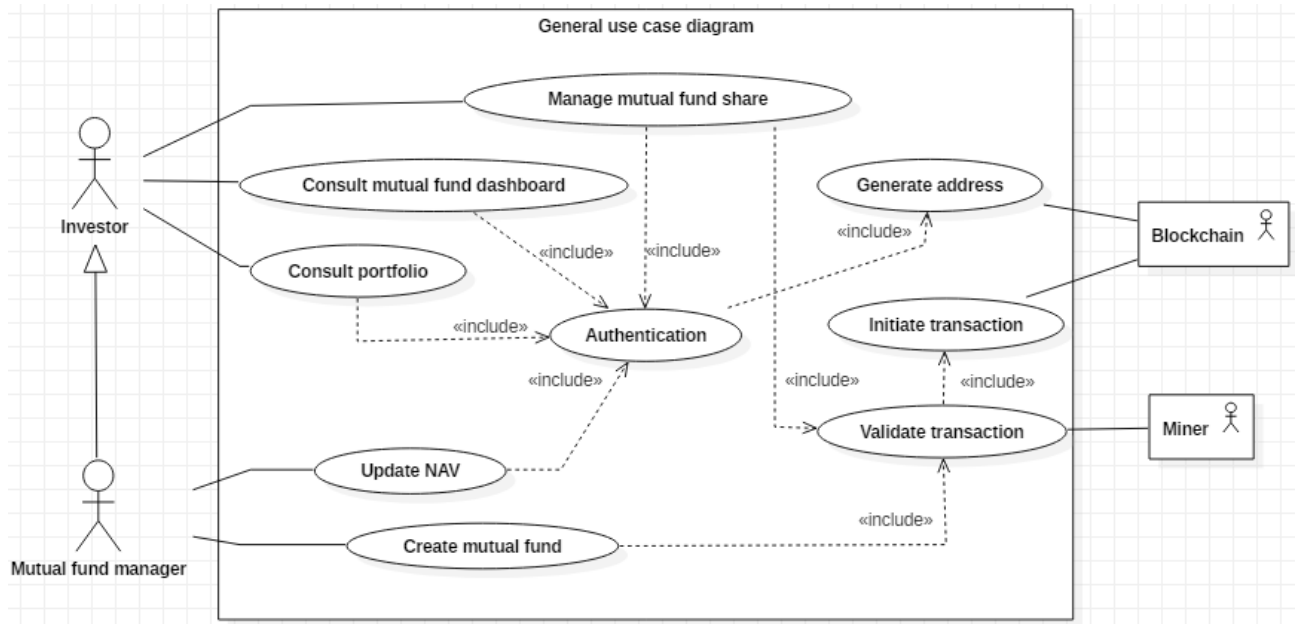 General use case diagram
Manage mutual fund share
Consult mutual fund dashboard
Generate address
Investor
«include»
Blockchain
«include»
«include»
Consult portfolio
Initiate transaction
«include»
Authentication
«include»
«include»
«include»
Miner
Validate transaction
Update NAV
«include»
Create mutual fund
Mutual fund manager